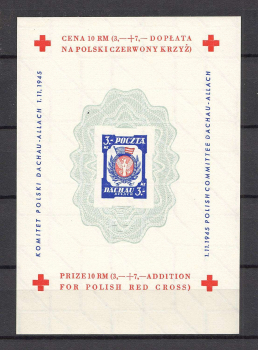 CENA 10 RM (3,—+7,— DOPŁATA
NA POLSKI CZERWONY KRZYŻ)
KOMITET POLSKI DACHAU-ALLACH 1.11.1945
3.- POCZTA
DACHAU
ALLACH 3.-
1.11.1945 POLISH COMMITTEE DACHAU-ALLACH
PRIZE 10 RM (3,—+7,—ADDITION
FOR POLISH RED CROSS)